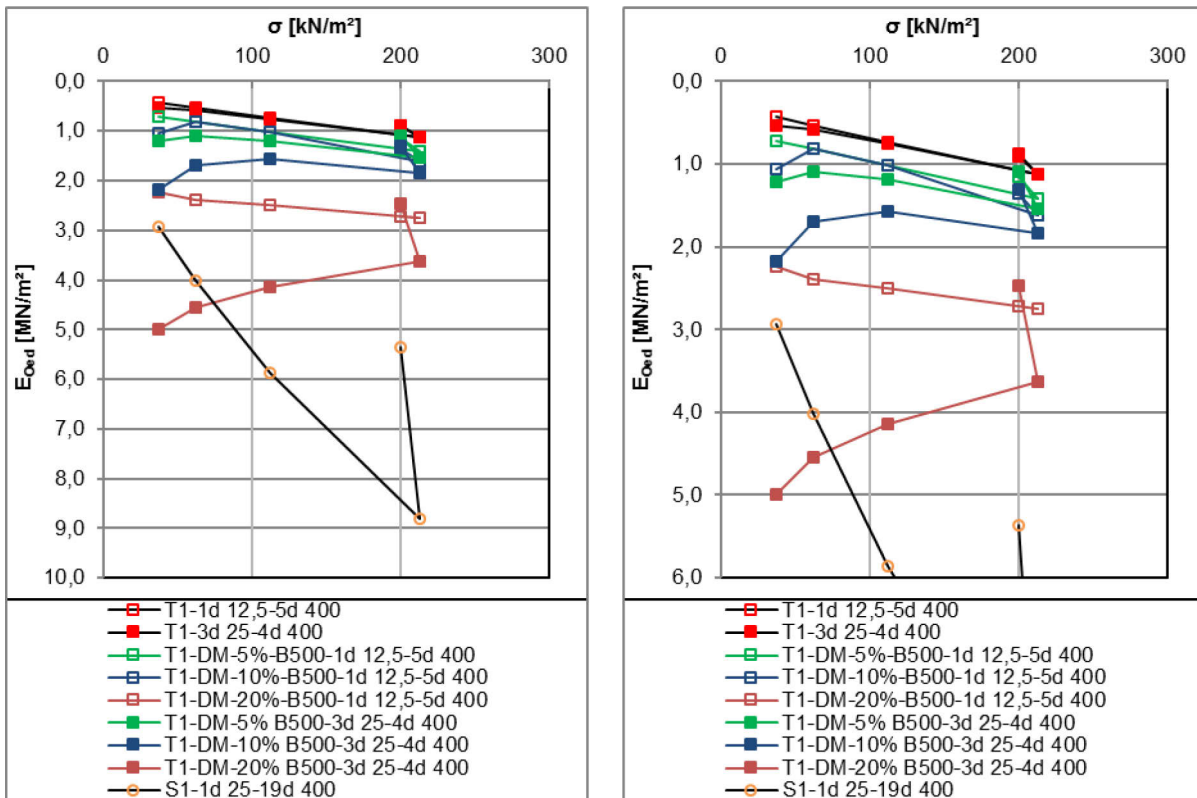 σ [kN/m²]
0 100 200 300
0,0
1,0
2,0
3,0
4,0
5,0
6,0
7,0
8,0
9,0
10,0
E_Oed [MN/m²]
T1-1d 12,5-5d 400
T1-3d 25-4d 400
T1-DM-5%-B500-1d 12,5-5d 400
T1-DM-10%-B500-1d 12,5-5d 400
T1-DM-20%-B500-1d 12,5-5d 400
T1-DM-5% B500-3d 25-4d 400
T1-DM-10% B500-3d 25-4d 400
T1-DM-20% B500-3d 25-4d 400
S1-1d 25-19d 400
σ [kN/m²]
0 100 200 300
0,0
1,0
2,0
3,0
4,0
5,0
6,0
E_Oed [MN/m²]
T1-1d 12,5-5d 400
T1-3d 25-4d 400
T1-DM-5%-B500-1d 12,5-5d 400
T1-DM-10%-B500-1d 12,5-5d 400
T1-DM-20%-B500-1d 12,5-5d 400
T1-DM-5% B500-3d 25-4d 400
T1-DM-10% B500-3d 25-4d 400
T1-DM-20% B500-3d 25-4d 400
S1-1d 25-19d 400